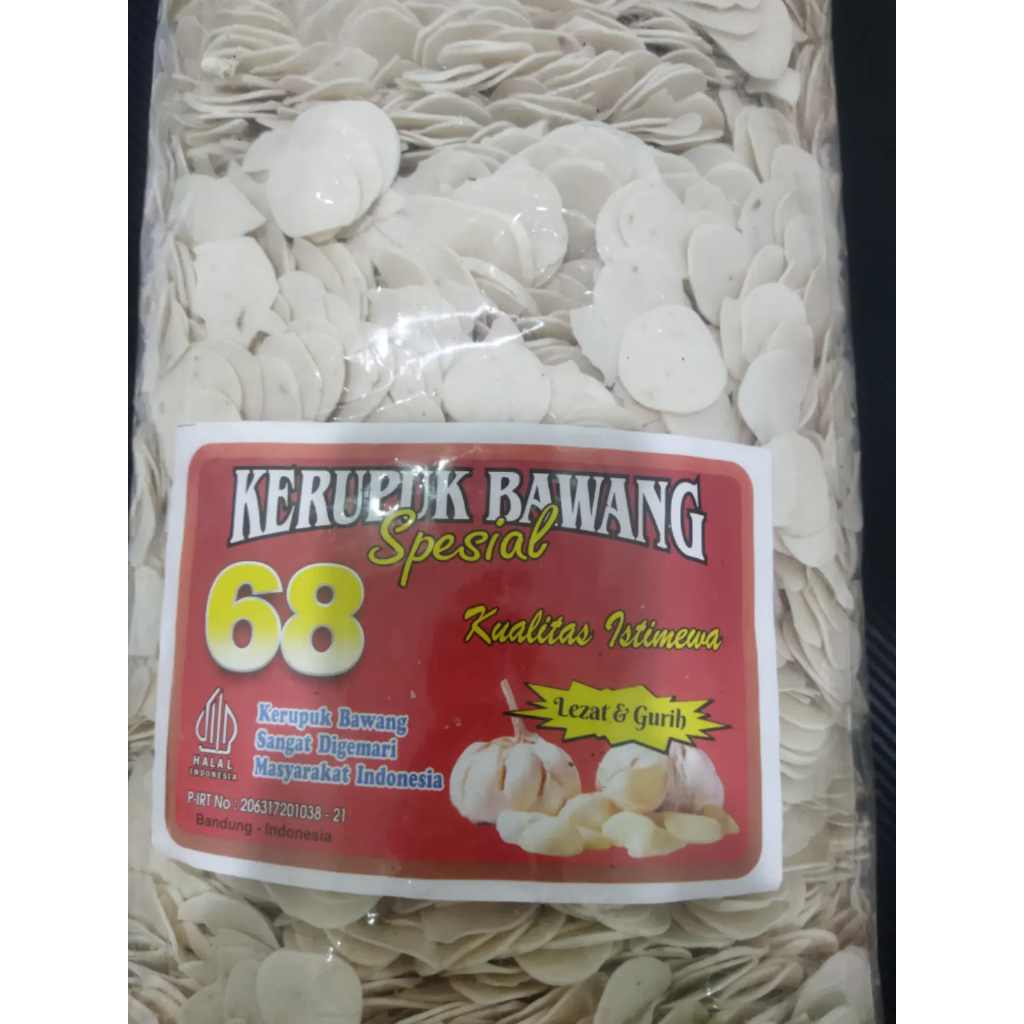 KERUPUK BAWANG
Spesial
68
Kualitas Istimewa
Lezat & Gurih
Kerupuk Bawang
Sangat Digemari
Masyarakat Indonesia
HALAL
INDONESIA
P-IRT No : 206317201038 - 21
Bandung - Indonesia